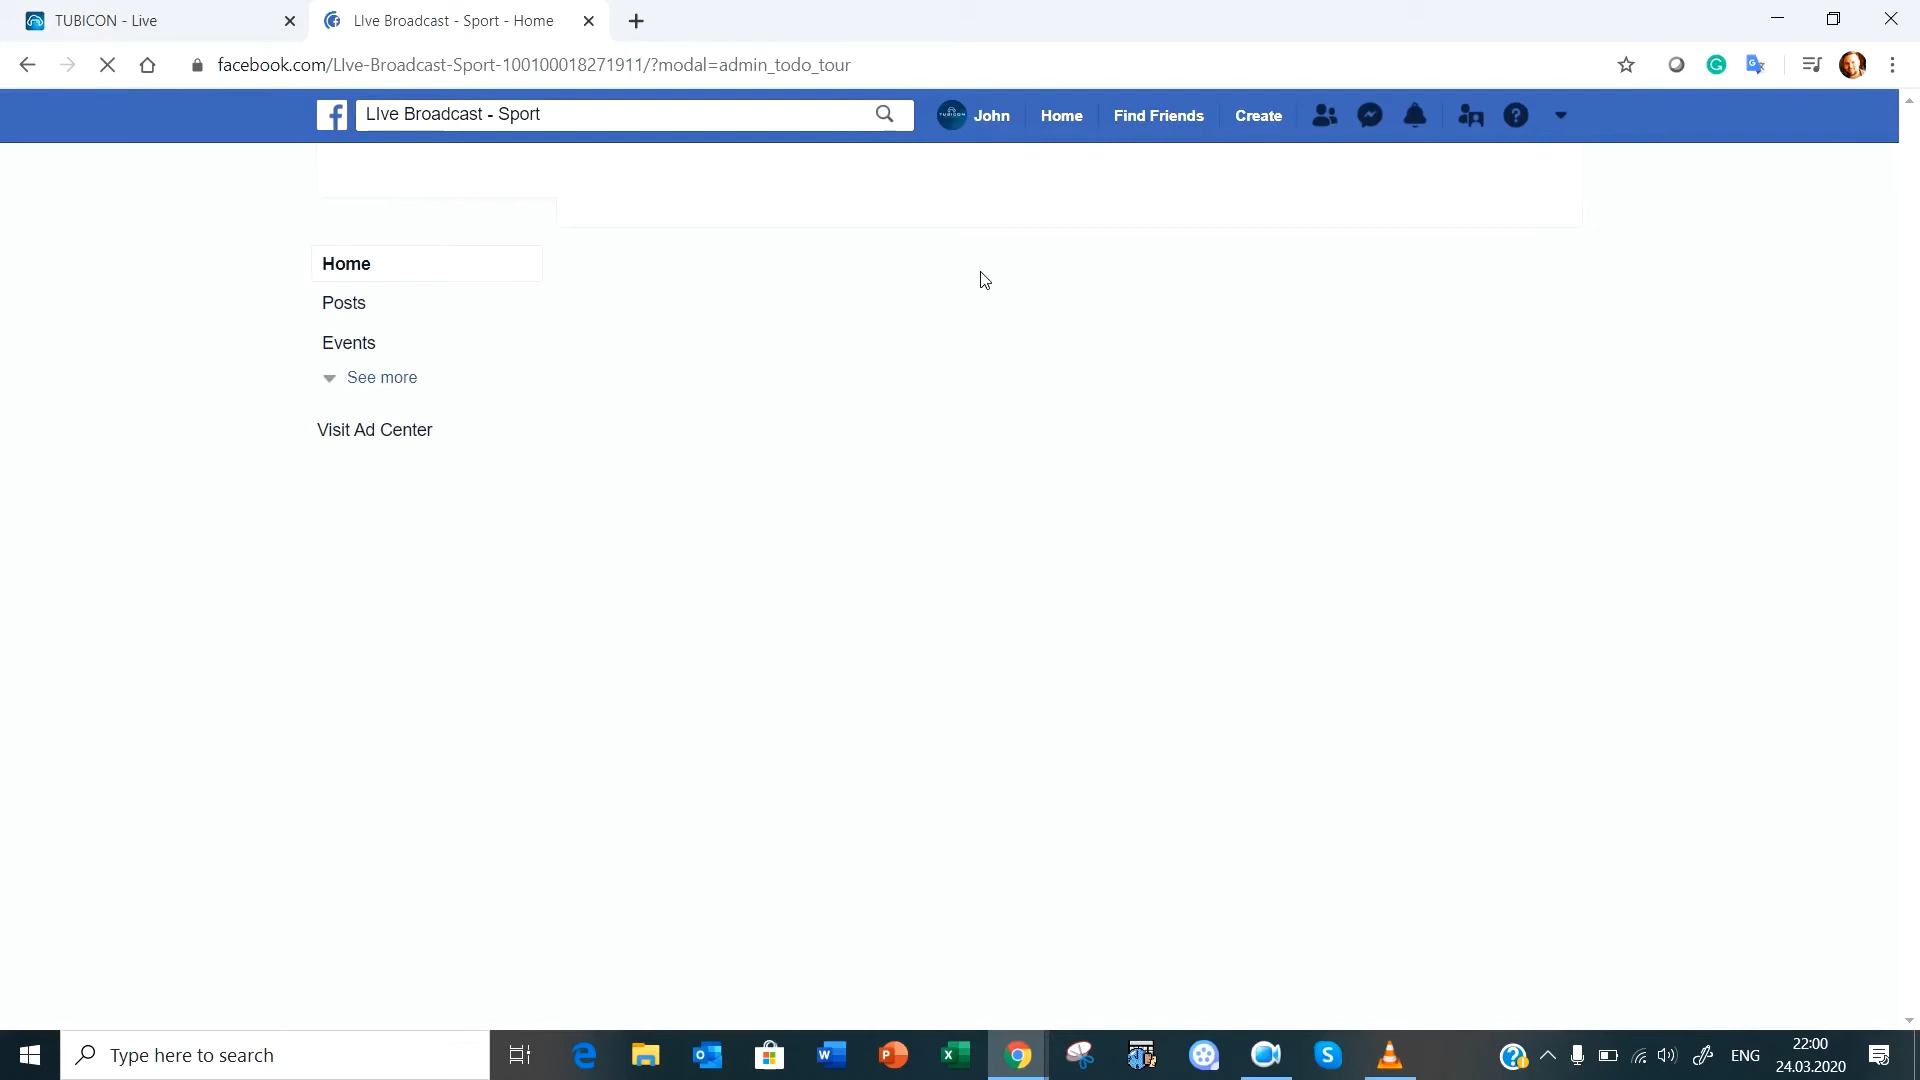 TUBICON - Live
LIve Broadcast - Sport - Home
facebook.com/LIve-Broadcast-Sport-100100018271911/?modal=admin_todo_tour
LIve Broadcast - Sport
John
Home
Find Friends
Create
Home
Posts
Events
See more
Visit Ad Center
Type here to search
ENG
22:00
24.03.2020